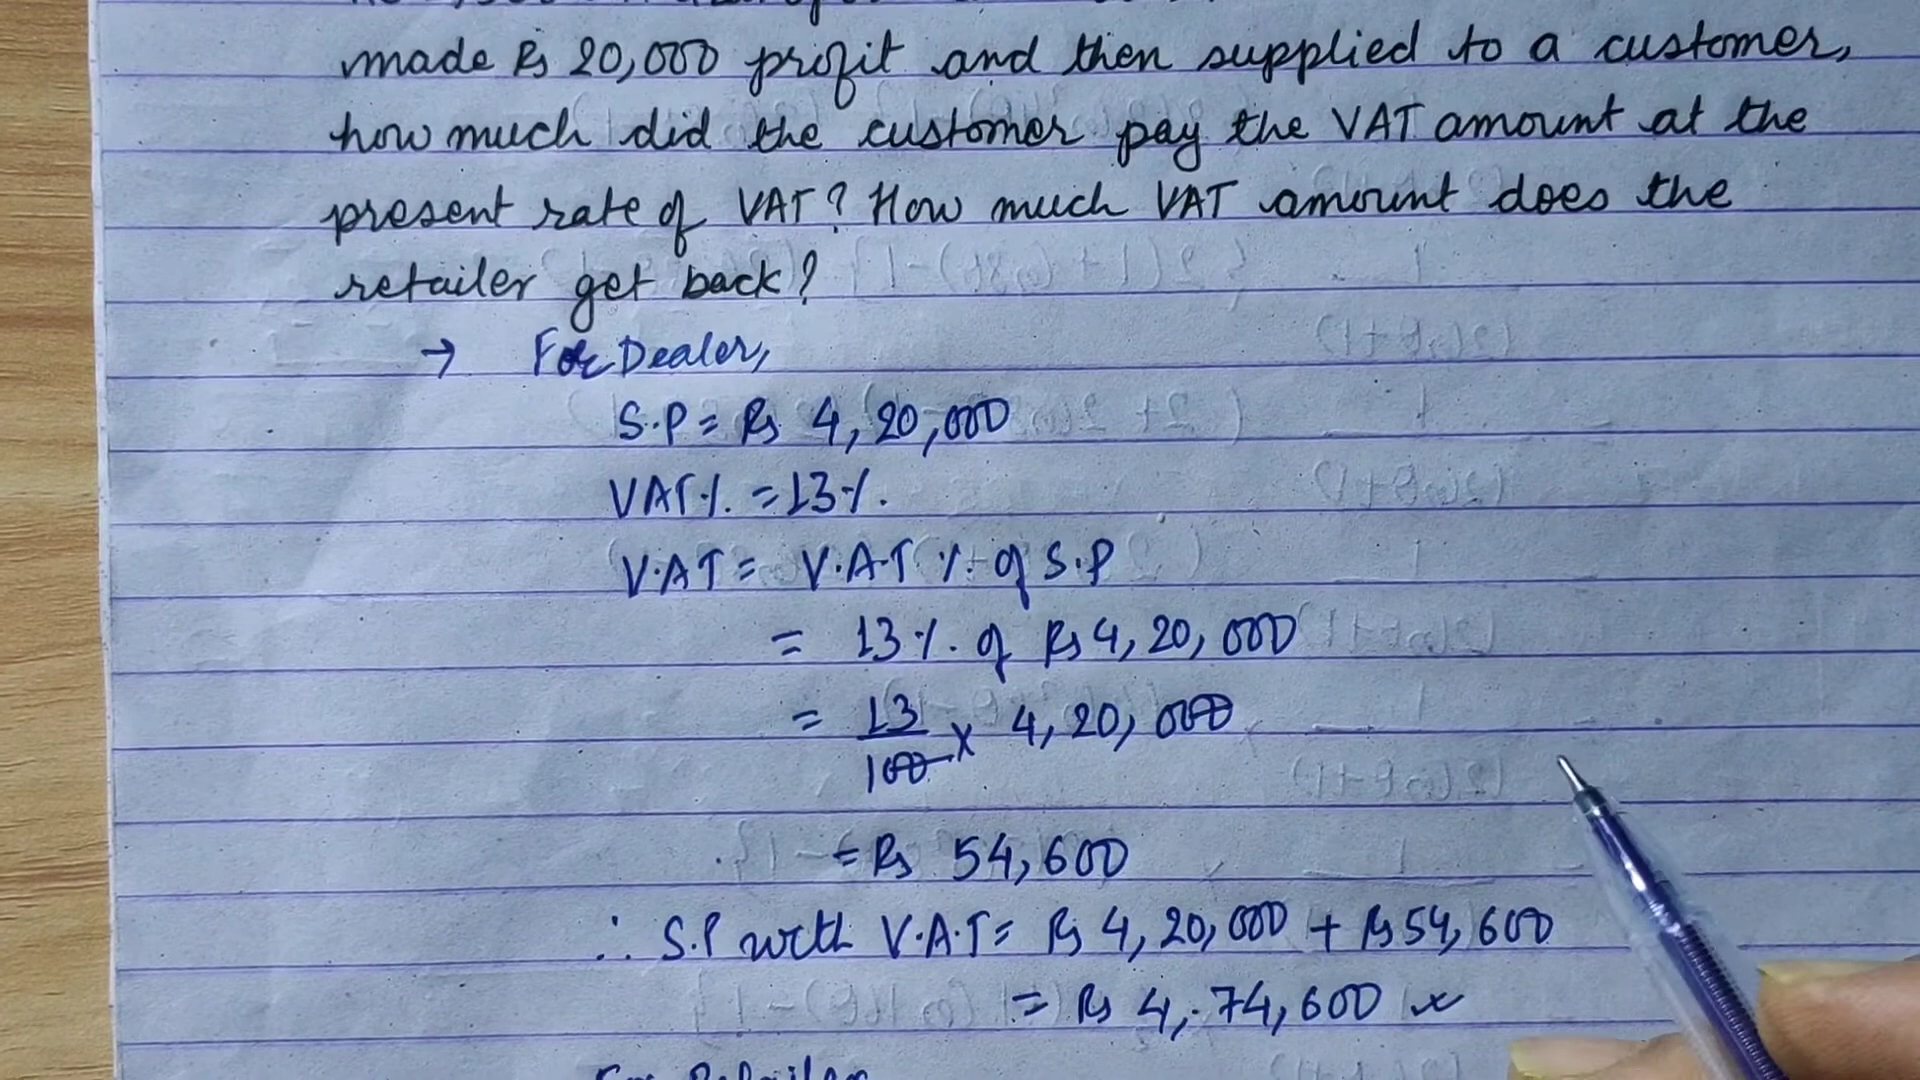 made Rs 20,000 profit and then supplied to a customer,
how much did the customer pay the VAT amount at the
present rate of VAT? How much VAT amount does the
retailer get back?
→ For Dealer,
S.P = Rs 4,20,000
VAT% = 13%.
V.AT = V.A.T % of S.P
= 13% of Rs 4,20,000
= 13/100 × 4,20,000
= Rs 54,600
∴ S.P with V.A.T = Rs 4,20,000 + Rs 54,600
= Rs 4,74,600
For Retailer